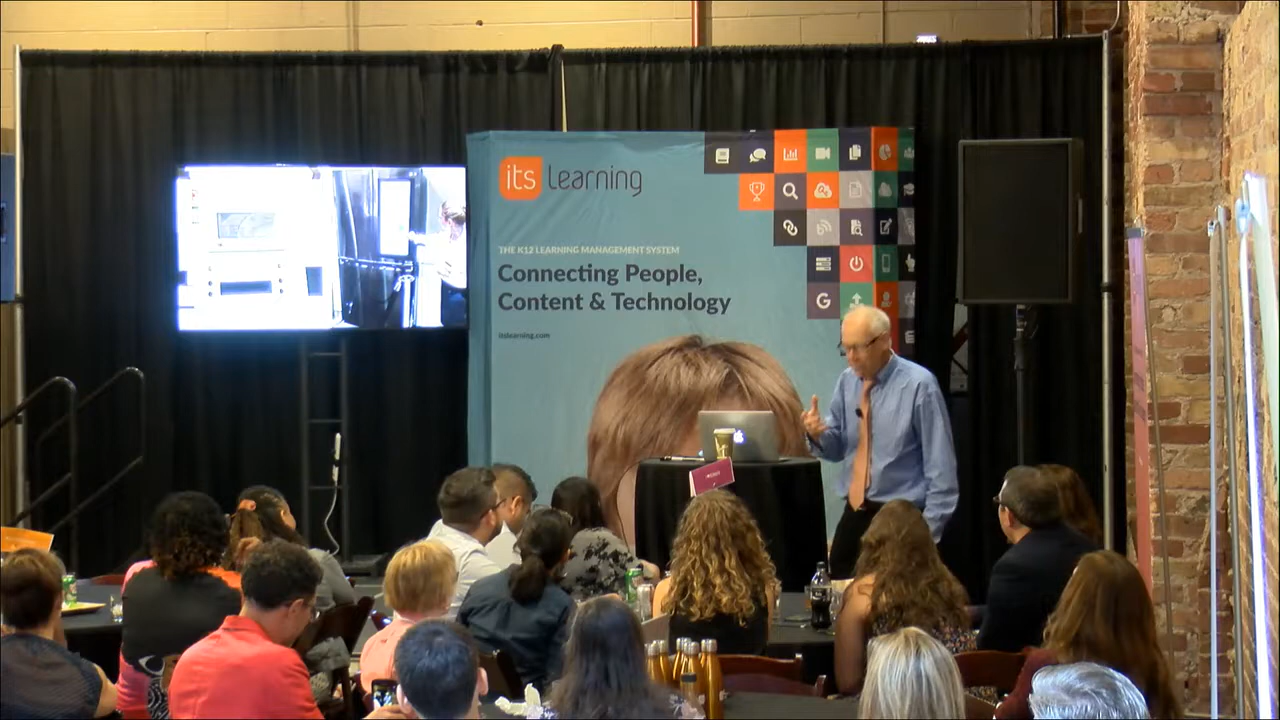 its Learning
THE K12 LEARNING MANAGEMENT SYSTEM
Connecting People,
Content & Technology
itslearning.com
G